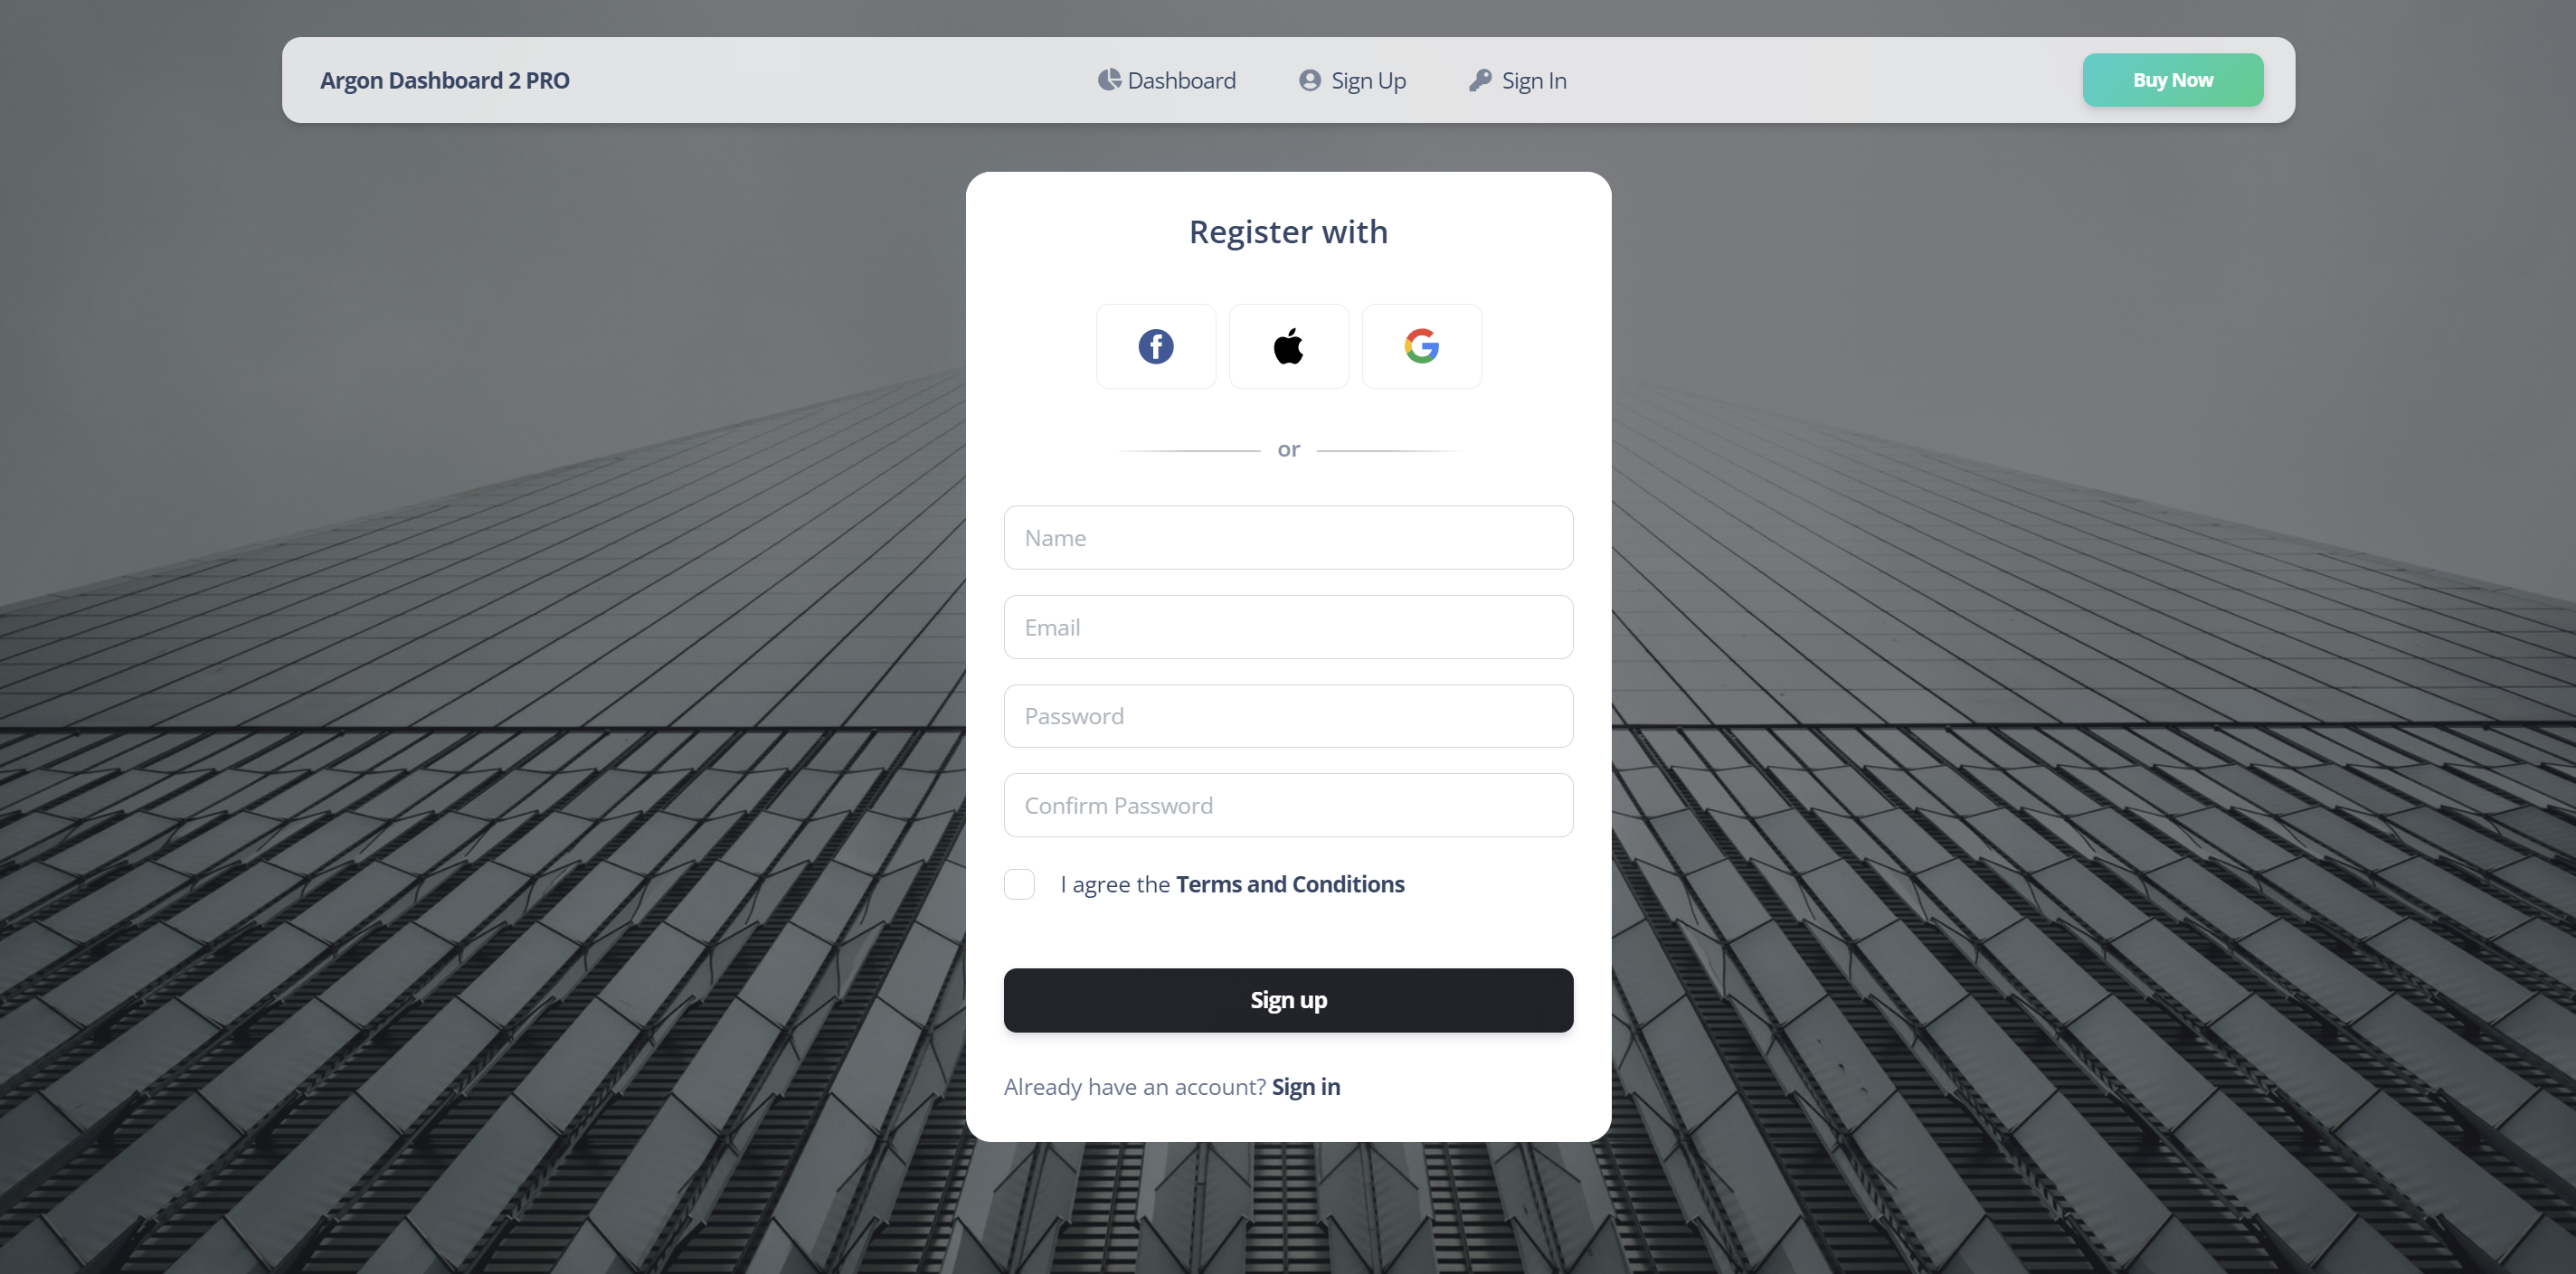 Argon Dashboard 2 PRO
Dashboard
Sign Up
Sign In
Buy Now
Register with
or
Name
Email
Password
Confirm Password
I agree the Terms and Conditions
Sign up
Already have an account? Sign in